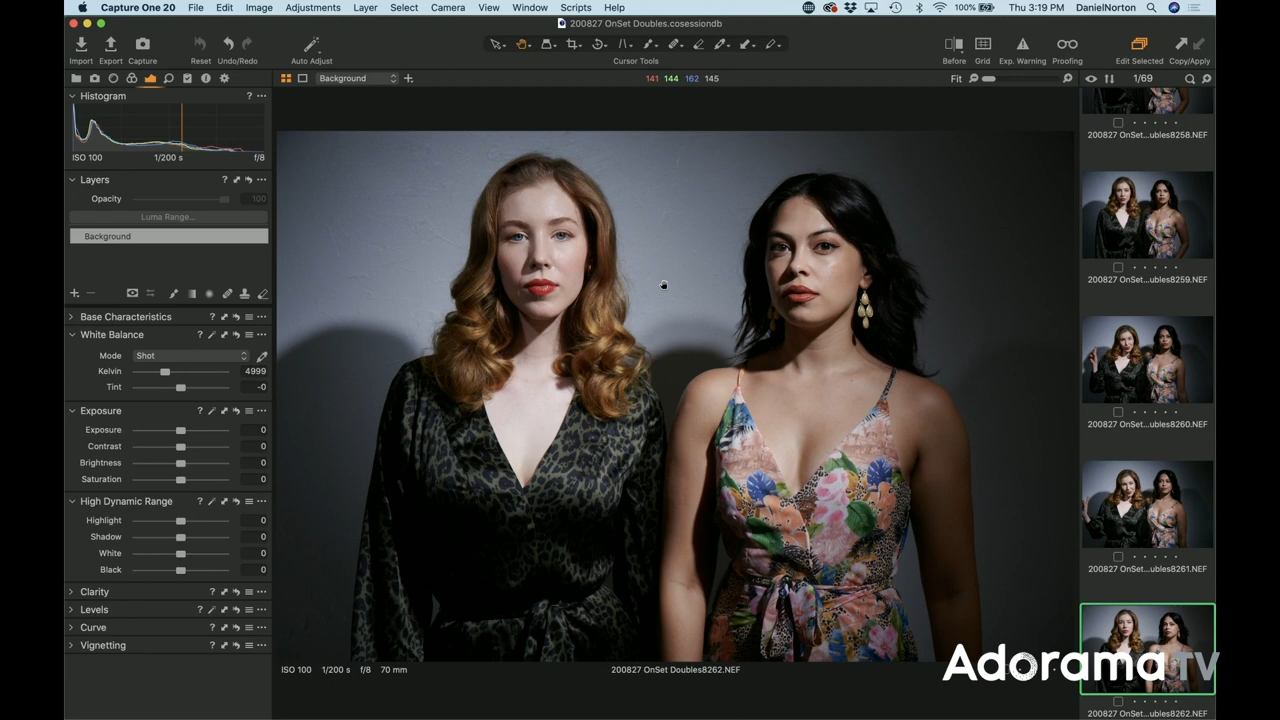 Capture One 20 File Edit Image Adjustments Layer Select Camera View Window Scripts Help 100% Thu 3:19 PM DanielNorton
200827 OnSet Doubles.cosessiondb
Import Export Capture Reset Undo/Redo Auto Adjust Cursor Tools Before Grid Exp. Warning Proofing Edit Selected Copy/Apply
Background 141 144 162 145 Fit 1/69
Histogram
ISO 100 1/200 s f/8
Layers
Opacity 100
Luma Range...
Background
Base Characteristics
White Balance
Mode Shot
Kelvin 4999
Tint -0
Exposure
Exposure 0
Contrast 0
Brightness 0
Saturation 0
High Dynamic Range
Highlight 0
Shadow 0
White 0
Black 0
Clarity
Levels
Curve
Vignetting
ISO 100 1/200 s f/8 70 mm 200827 OnSet Doubles8262.NEF
200827 OnSet...ubles8258.NEF
200827 OnSet...ubles8259.NEF
200827 OnSet...ubles8260.NEF
200827 OnSet...ubles8261.NEF
200827 OnSet...ubles8262.NEF
Adorama TV